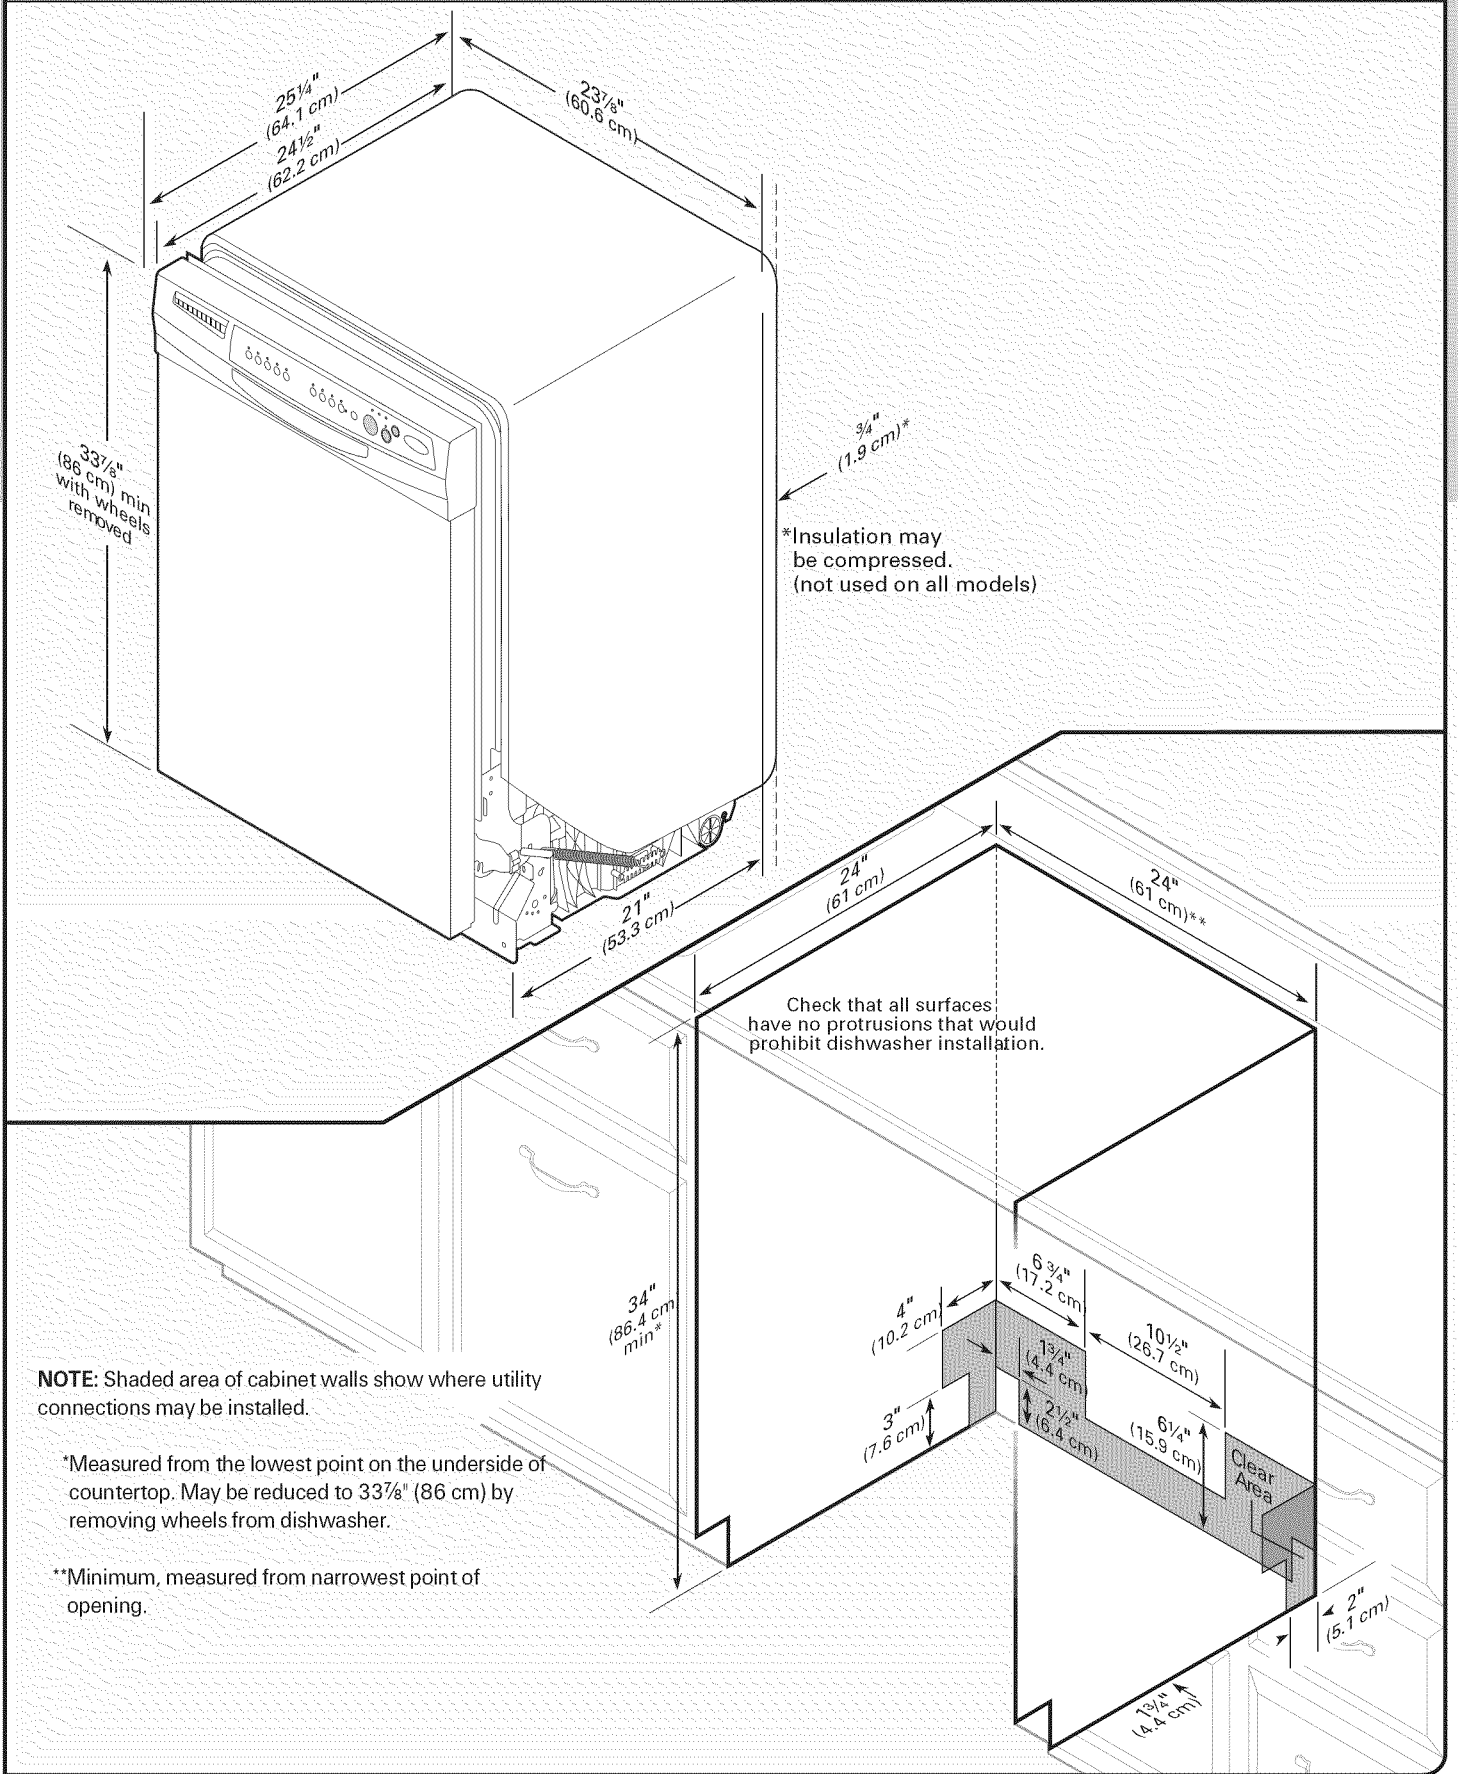 25¼"
(64.1 cm)
24½"
(62.2 cm)
23⅞"
(60.6 cm)
33⅞"
(86 cm) min
with wheels
removed
¾"
(1.9 cm)*
*Insulation may
be compressed.
(not used on all models)
21"
(53.3 cm)
24"
(61 cm)
24"
(61 cm)**
Check that all surfaces
have no protrusions that would
prohibit dishwasher installation.
34"
(86.4 cm
min*
4"
(10.2 cm)
6 ¾"
(17.2 cm
10½"
(26.7 cm)
1¾"
(4.4 cm)
2½"
(6.4 cm)
3"
(7.6 cm)
6¼"
(15.9 cm)
Clear
Area
2"
(5.1 cm)
1¾"
(4.4 cm)
NOTE: Shaded area of cabinet walls show where utility
connections may be installed.
*Measured from the lowest point on the underside of
countertop. May be reduced to 33⅞" (86 cm) by
removing wheels from dishwasher.
**Minimum, measured from narrowest point of
opening.